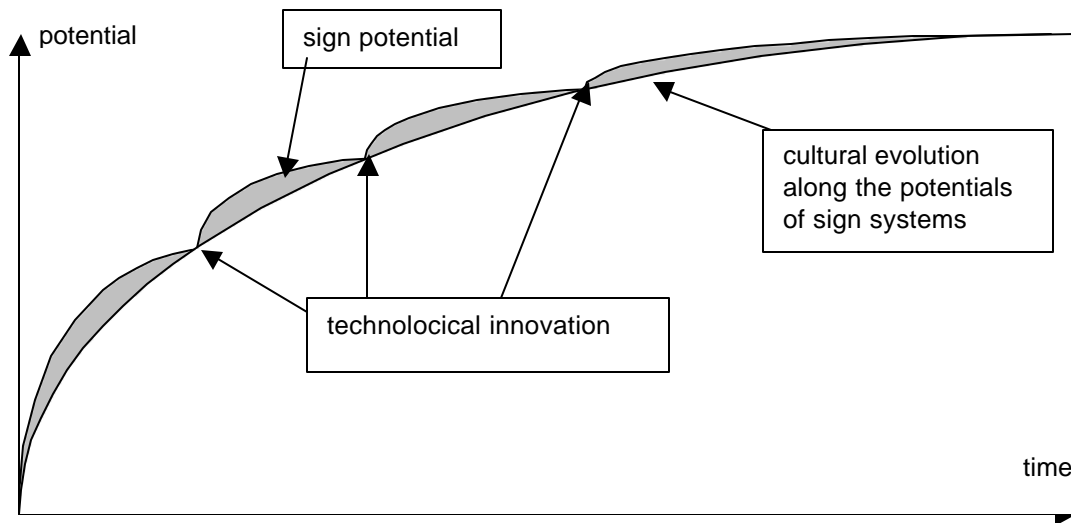 potential
sign potential
cultural evolution
along the potentials
of sign systems
technolocical innovation
time